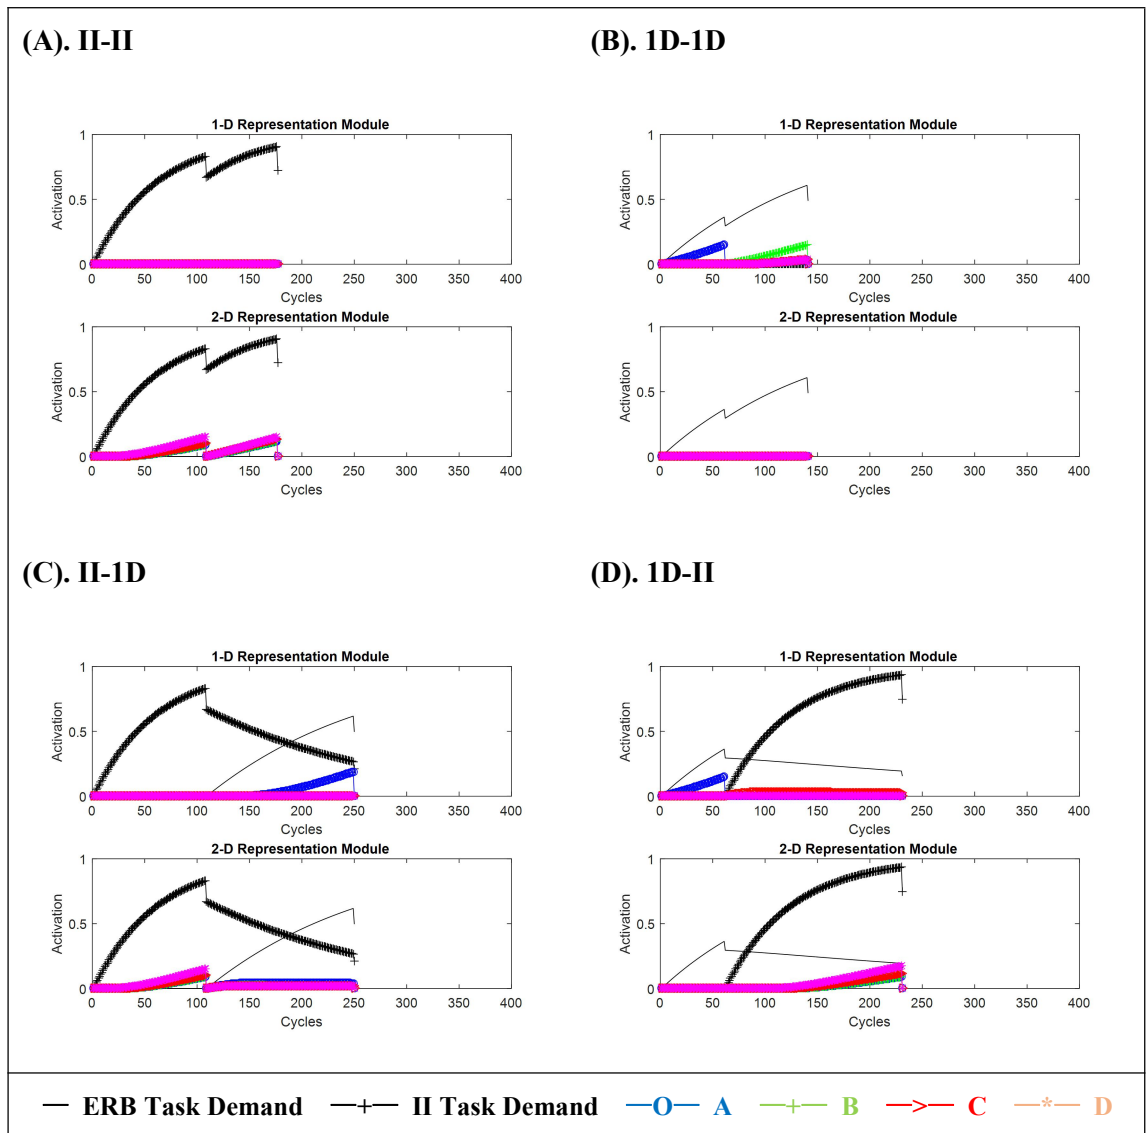 (A). II-II
1-D Representation Module
1
0.5
0
Activation
0 50 100 150 200 250 300 350 400
Cycles
2-D Representation Module
1
0.5
0
Activation
0 50 100 150 200 250 300 350 400
Cycles
(B). 1D-1D
1-D Representation Module
1
0.5
0
Activation
0 50 100 150 200 250 300 350 400
Cycles
2-D Representation Module
1
0.5
0
Activation
0 50 100 150 200 250 300 350 400
Cycles
(C). II-1D
1-D Representation Module
1
0.5
0
Activation
0 50 100 150 200 250 300 350 400
Cycles
2-D Representation Module
1
0.5
0
Activation
0 50 100 150 200 250 300 350 400
Cycles
(D). 1D-II
1-D Representation Module
1
0.5
0
Activation
0 50 100 150 200 250 300 350 400
Cycles
2-D Representation Module
1
0.5
0
Activation
0 50 100 150 200 250 300 350 400
Cycles
— ERB Task Demand —+— II Task Demand —O— A —+— B —>— C —*— D